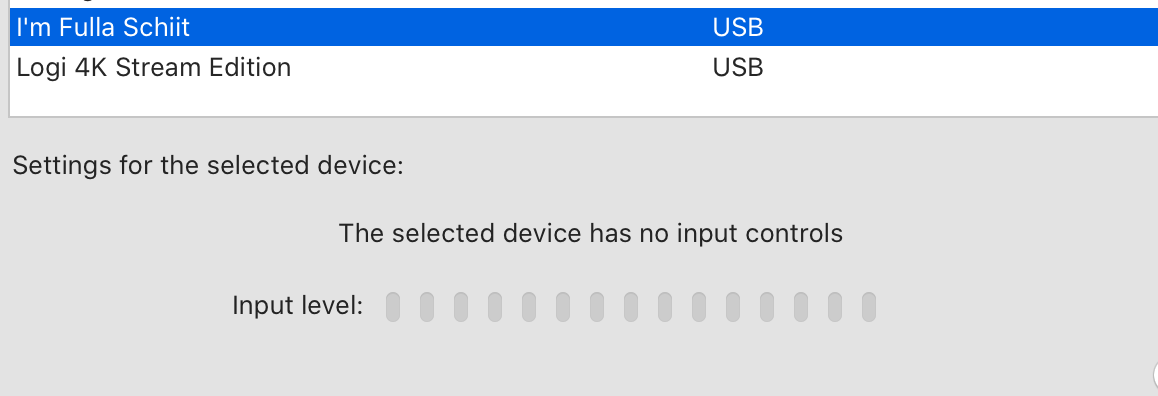 I'm Fulla Schiit USB
Logi 4K Stream Edition USB
Settings for the selected device:
The selected device has no input controls
Input level: